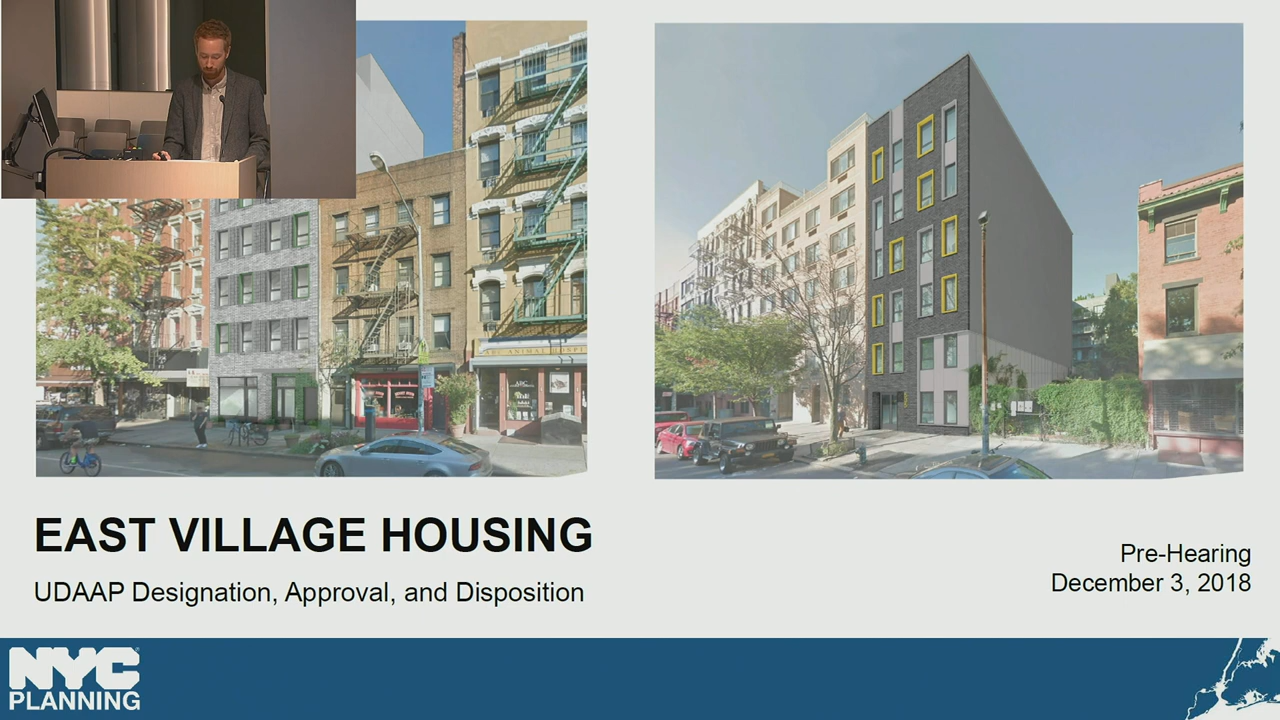 EAST VILLAGE HOUSING
UDAAP Designation, Approval, and Disposition
Pre-Hearing
December 3, 2018
NYC
PLANNING